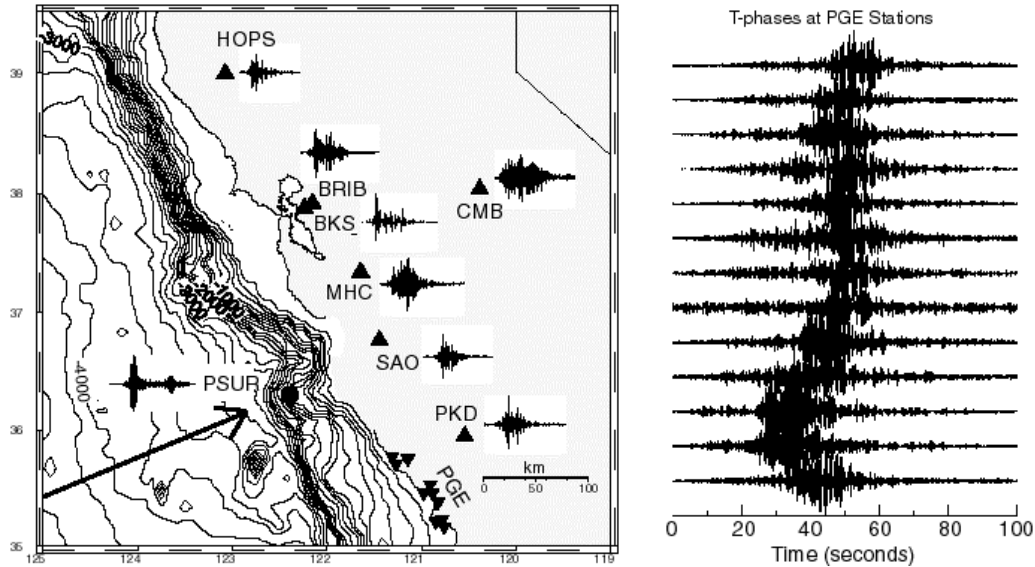 T-phases at PGE Stations
-3000
HOPS
39
BRIB
38
CMB
BKS
MHC
-1000
-2000
-3000
37
SAO
-4000
PSUR
PKD
36
km
0 50 100
PGE
35
125 124 123 122 121 120 119
0 20 40 60 80 100
Time (seconds)